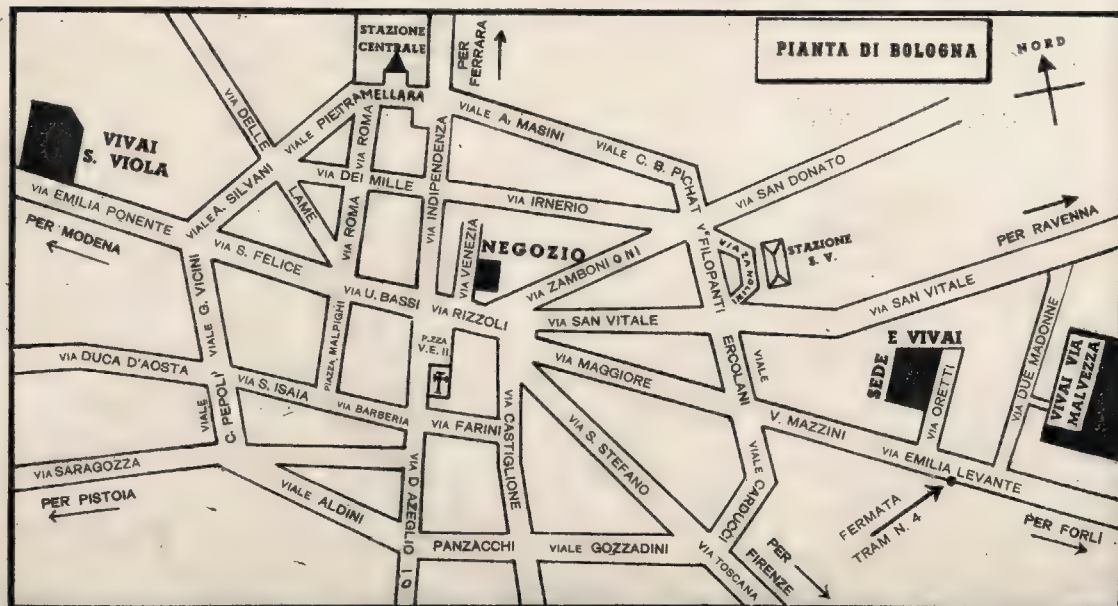 PIANTA DI BOLOGNA
NORD
STAZIONE
CENTRALE
PER
FERRARA
VIALE PIETRAMELLARA
VIA DELLE
LAME
VIVAI
S. VIOLA
VIALE A. SILVANI
VIA ROMA
VIA DEI MILLE
VIA ROMA
VIA INDIPENDENZA
VIALE A. MASINI
VIALE C. B. PICHAT
VIA SAN DONATO
VIA IRNERIO
VIA EMILIA PONENTE
PER MODENA
VIA S. FELICE
VIA VENEZIA
NEGOZIO
VIA ZAMBONI O N I
Vᵉ FILOPANTI
VIA ZANOLINI
STAZIONE
S. V.
PER RAVENNA
VIALE G. VICINI
VIA U. BASSI
VIA RIZZOLI
VIA SAN VITALE
VIA SAN VITALE
P.ZZA
V. E. II
PIAZZA MALPIGHI
VIA DUCA D'AOSTA
VIALE
C. PEPOLI
VIA S. ISAIA
VIA BARBERIA
VIA FARINI
VIA CASTIGLIONE
VIA MAGGIORE
VIALE
ERCOLANI
SEDE
E VIVAI
VIA ORETTI
VIA DUE MADONNE
VIVAI VIA
MALVEZZA
V. MAZZINI
VIA EMILIA LEVANTE
VIA S. STEFANO
VIALE CARDUCCI
VIA SARAGOZZA
PER PISTOIA
VIALE ALDINI
VIA D AZEGLIO I O
PANZACCHI
VIALE GOZZADINI
VIA TOSCANA
PER
FIRENZE
FERMATA
TRAM N. 4
PER FORLÌ